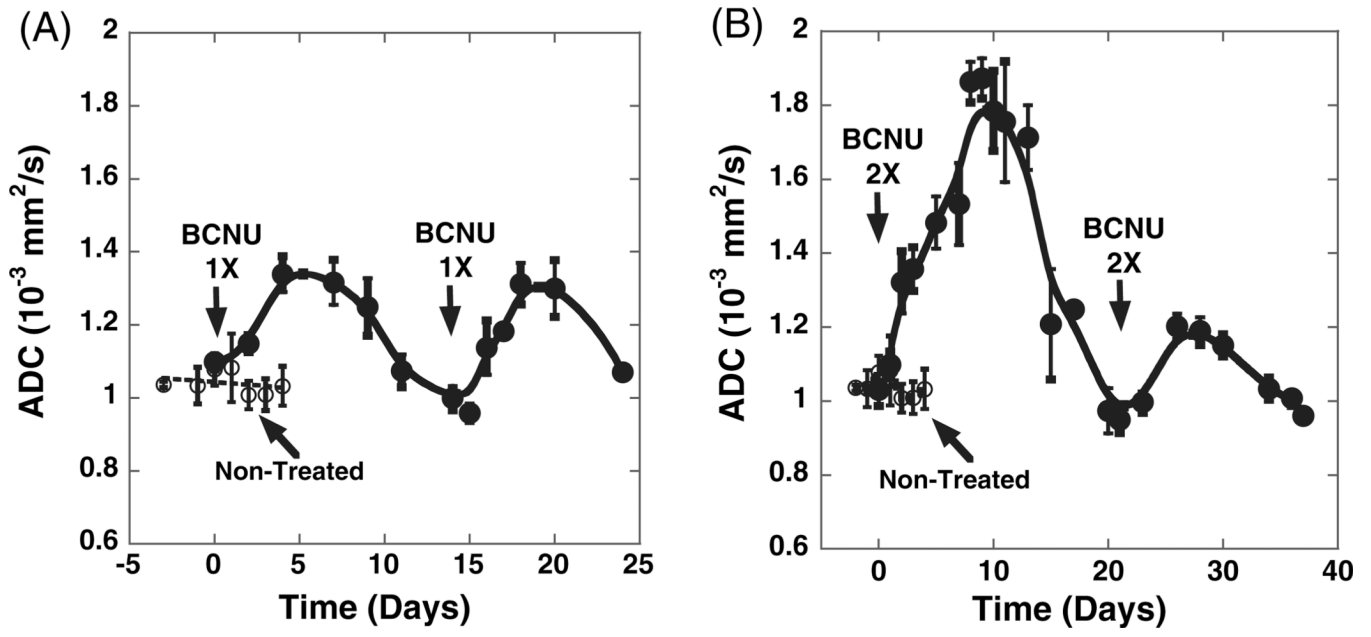 (A)
2
1.8
1.6
1.4
1.2
1
0.8
0.6
ADC (10⁻³ mm²/s)
BCNU
1X
BCNU
1X
Non-Treated
-5
0
5
10
15
20
25
Time (Days)
(B)
2
1.8
1.6
1.4
1.2
1
0.8
0.6
ADC (10⁻³ mm²/s)
BCNU
2X
BCNU
2X
Non-Treated
0
10
20
30
40
Time (Days)